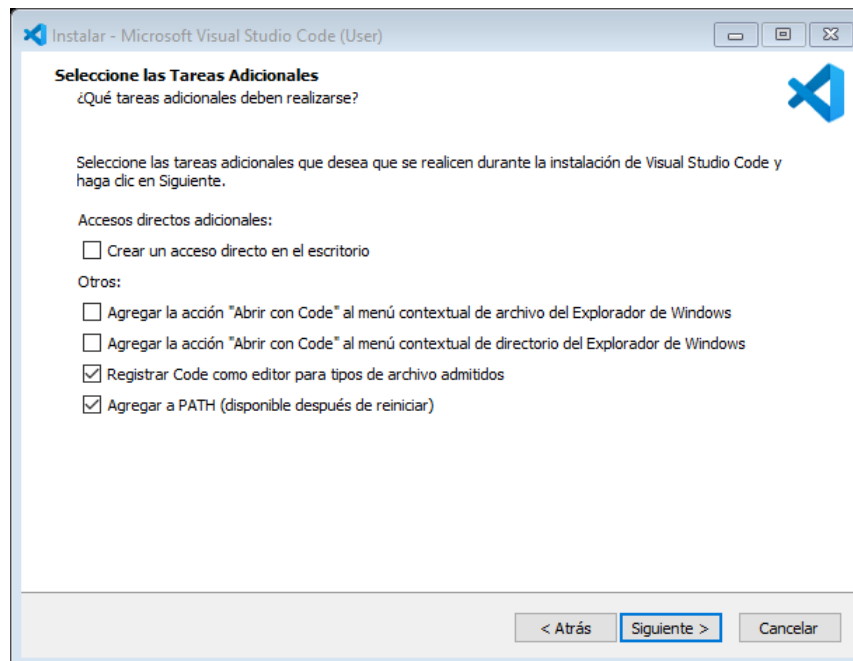 Instalar - Microsoft Visual Studio Code (User)
Seleccione las Tareas Adicionales
¿Qué tareas adicionales deben realizarse?
Seleccione las tareas adicionales que desea que se realicen durante la instalación de Visual Studio Code y
haga clic en Siguiente.
Accesos directos adicionales:
Crear un acceso directo en el escritorio
Otros:
Agregar la acción "Abrir con Code" al menú contextual de archivo del Explorador de Windows
Agregar la acción "Abrir con Code" al menú contextual de directorio del Explorador de Windows
Registrar Code como editor para tipos de archivo admitidos
Agregar a PATH (disponible después de reiniciar)
< Atrás Siguiente > Cancelar